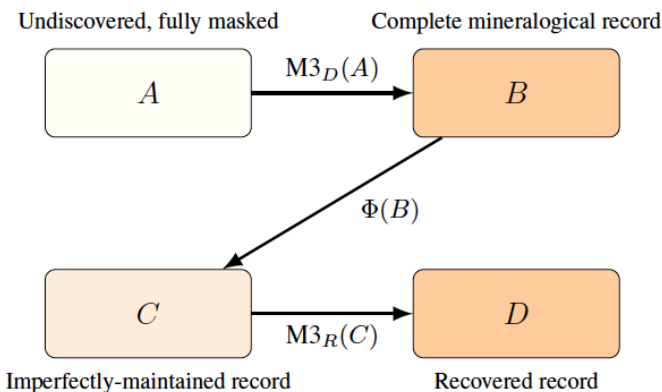 Undiscovered, fully masked
Complete mineralogical record
M3_D(A)
A
B
Φ(B)
C
D
M3_R(C)
Imperfectly-maintained record
Recovered record